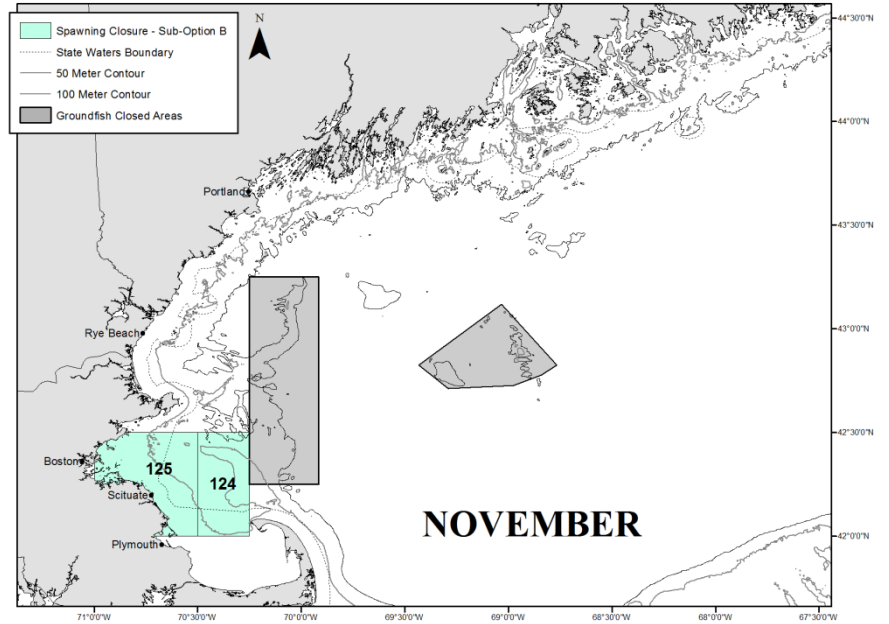 Spawning Closure - Sub-Option B
State Waters Boundary
50 Meter Contour
100 Meter Contour
Groundfish Closed Areas
N
44°30'0"N
44°0'0"N
Portland
43°30'0"N
Rye Beach
43°0'0"N
42°30'0"N
Boston
125
124
Scituate
NOVEMBER
42°0'0"N
Plymouth
71°0'0"W
70°30'0"W
70°0'0"W
69°30'0"W
69°0'0"W
68°30'0"W
68°0'0"W
67°30'0"W